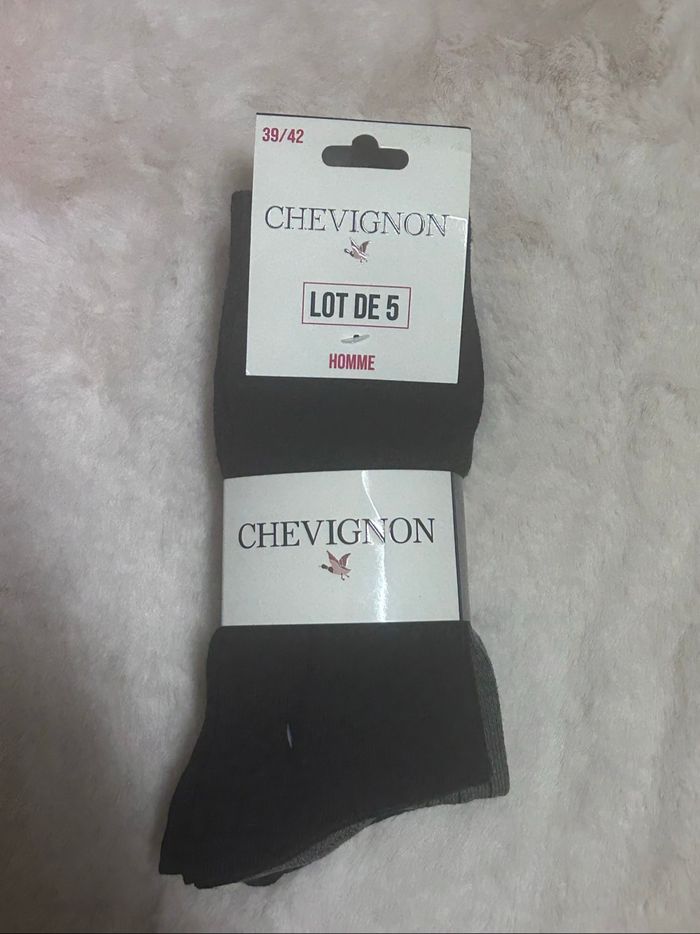 39/42
CHEVIGNON
LOT DE 5
HOMME
CHEVIGNON